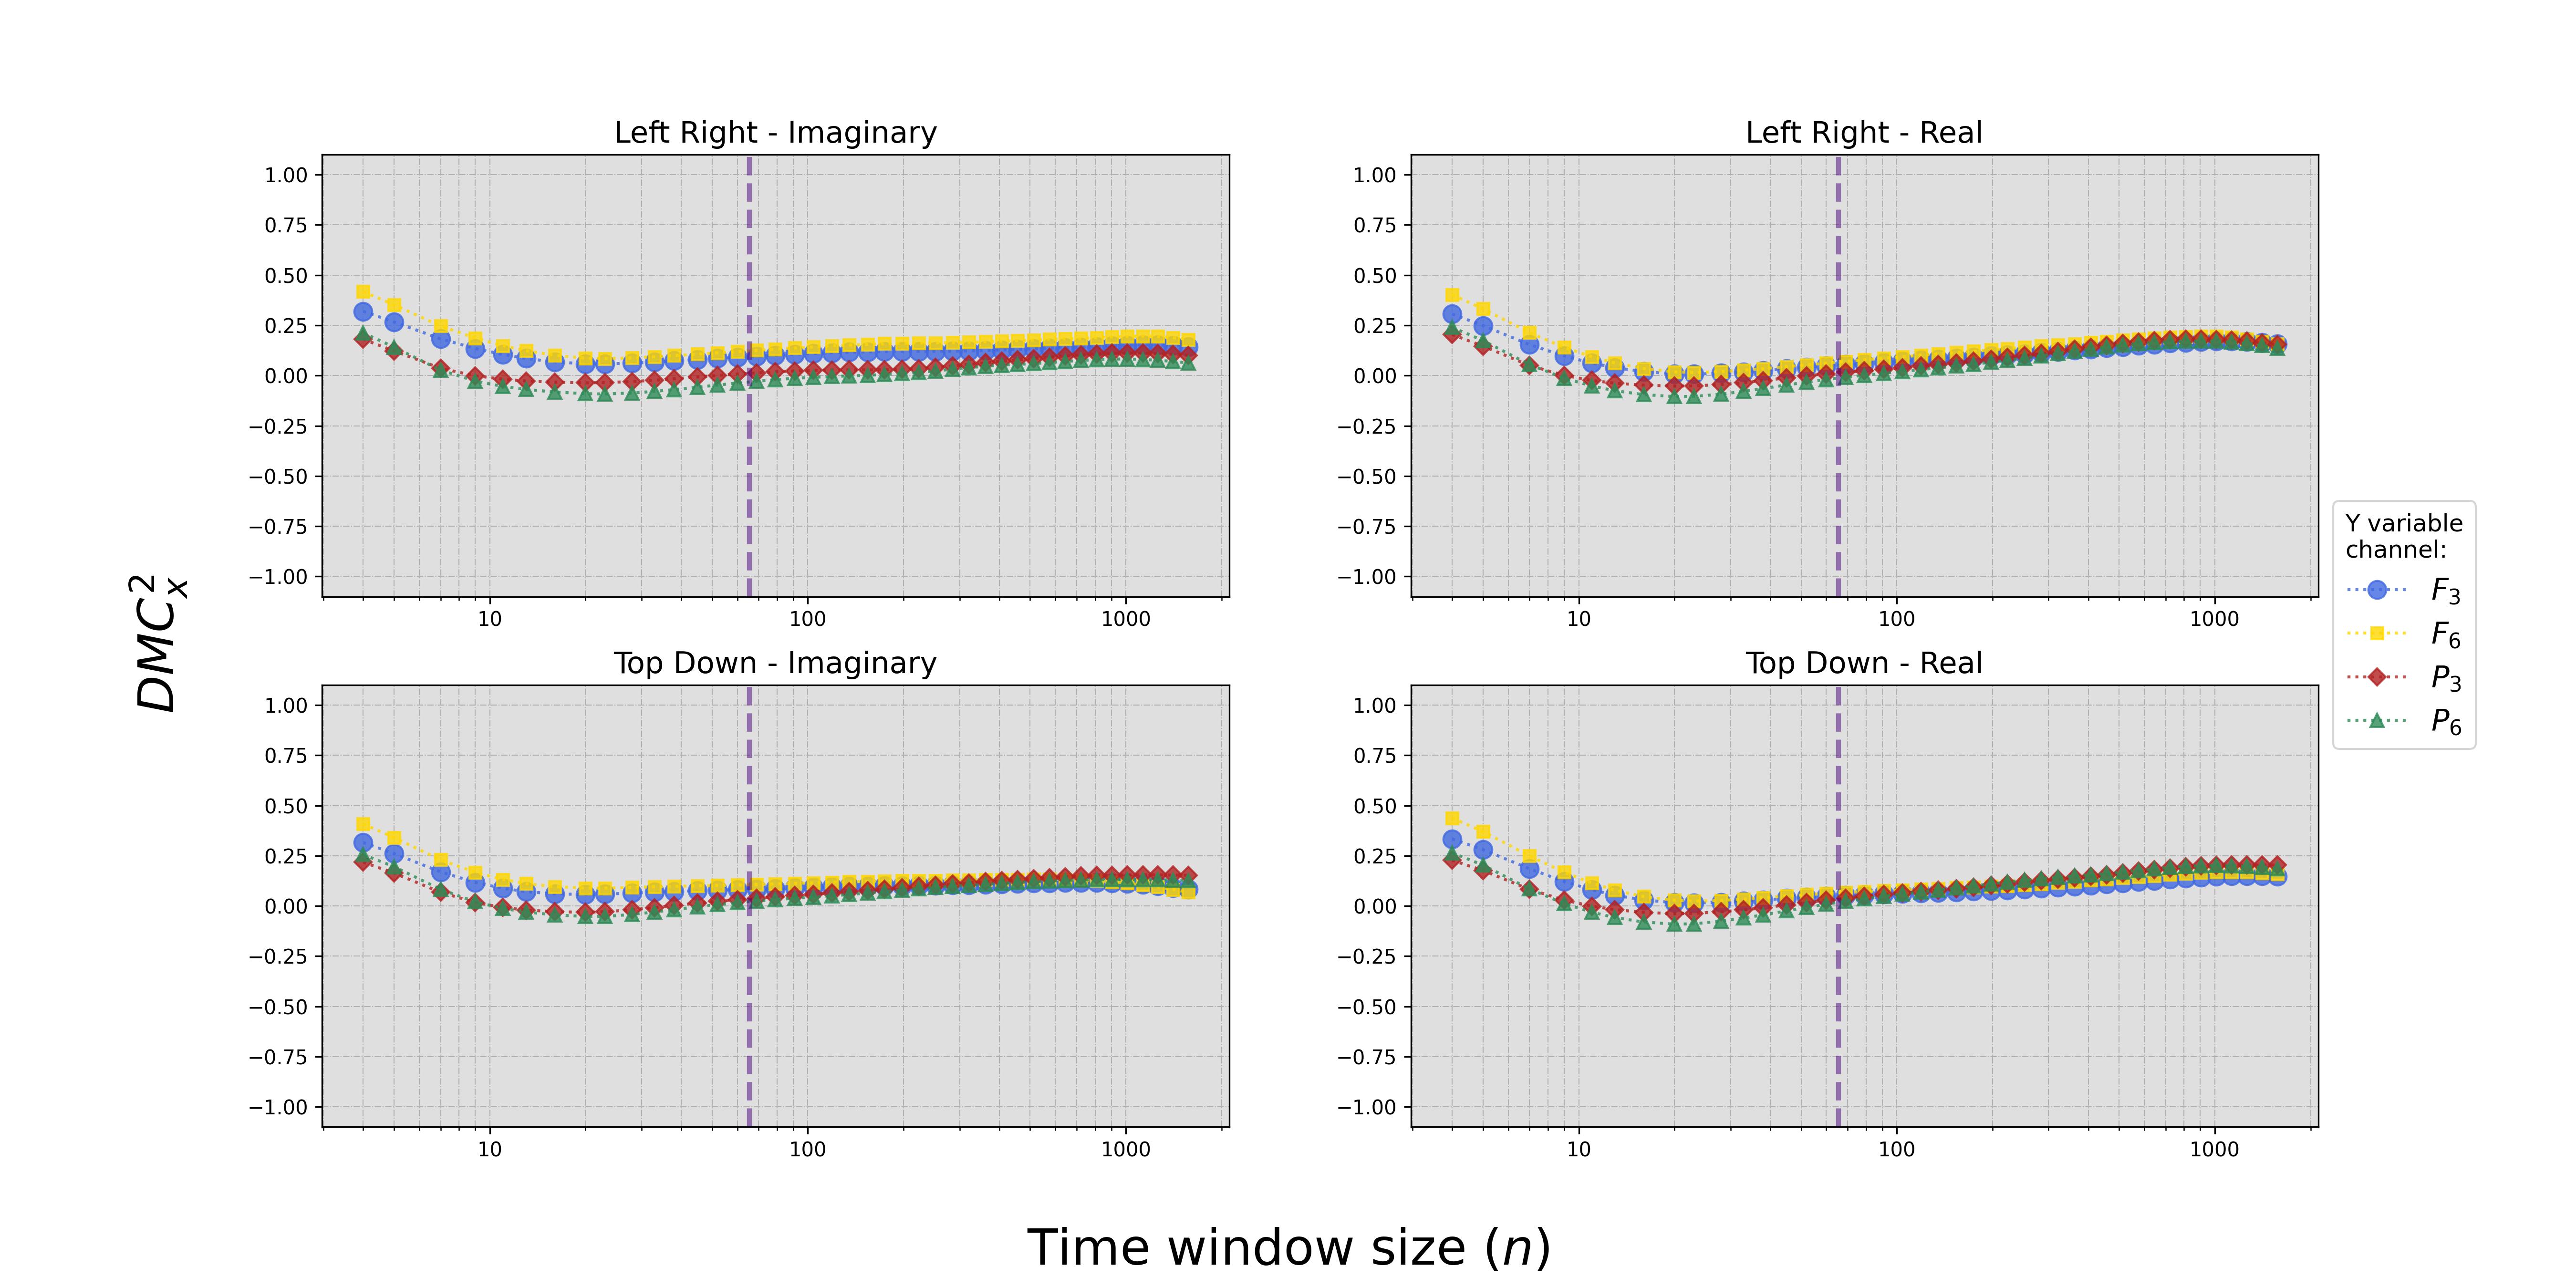 Left Right - Imaginary
1.00
0.75
0.50
0.25
0.00
−0.25
−0.50
−0.75
−1.00
10 100 1000
Left Right - Real
1.00
0.75
0.50
0.25
0.00
−0.25
−0.50
−0.75
−1.00
10 100 1000
Top Down - Imaginary
1.00
0.75
0.50
0.25
0.00
−0.25
−0.50
−0.75
−1.00
10 100 1000
Top Down - Real
1.00
0.75
0.50
0.25
0.00
−0.25
−0.50
−0.75
−1.00
10 100 1000
Y variable
channel:
F₃
F₆
P₃
P₆
DMC²ₓ
Time window size (n)